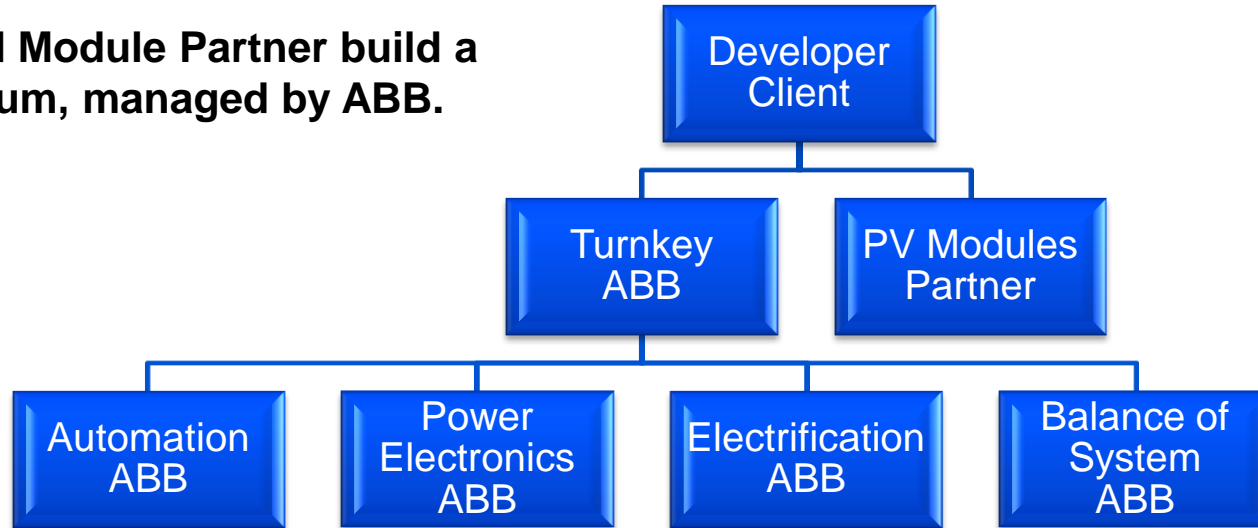 Module Partner build a
um, managed by ABB.
Developer
Client
Turnkey
ABB
PV Modules
Partner
Automation
ABB
Power
Electronics
ABB
Electrification
ABB
Balance of
System
ABB